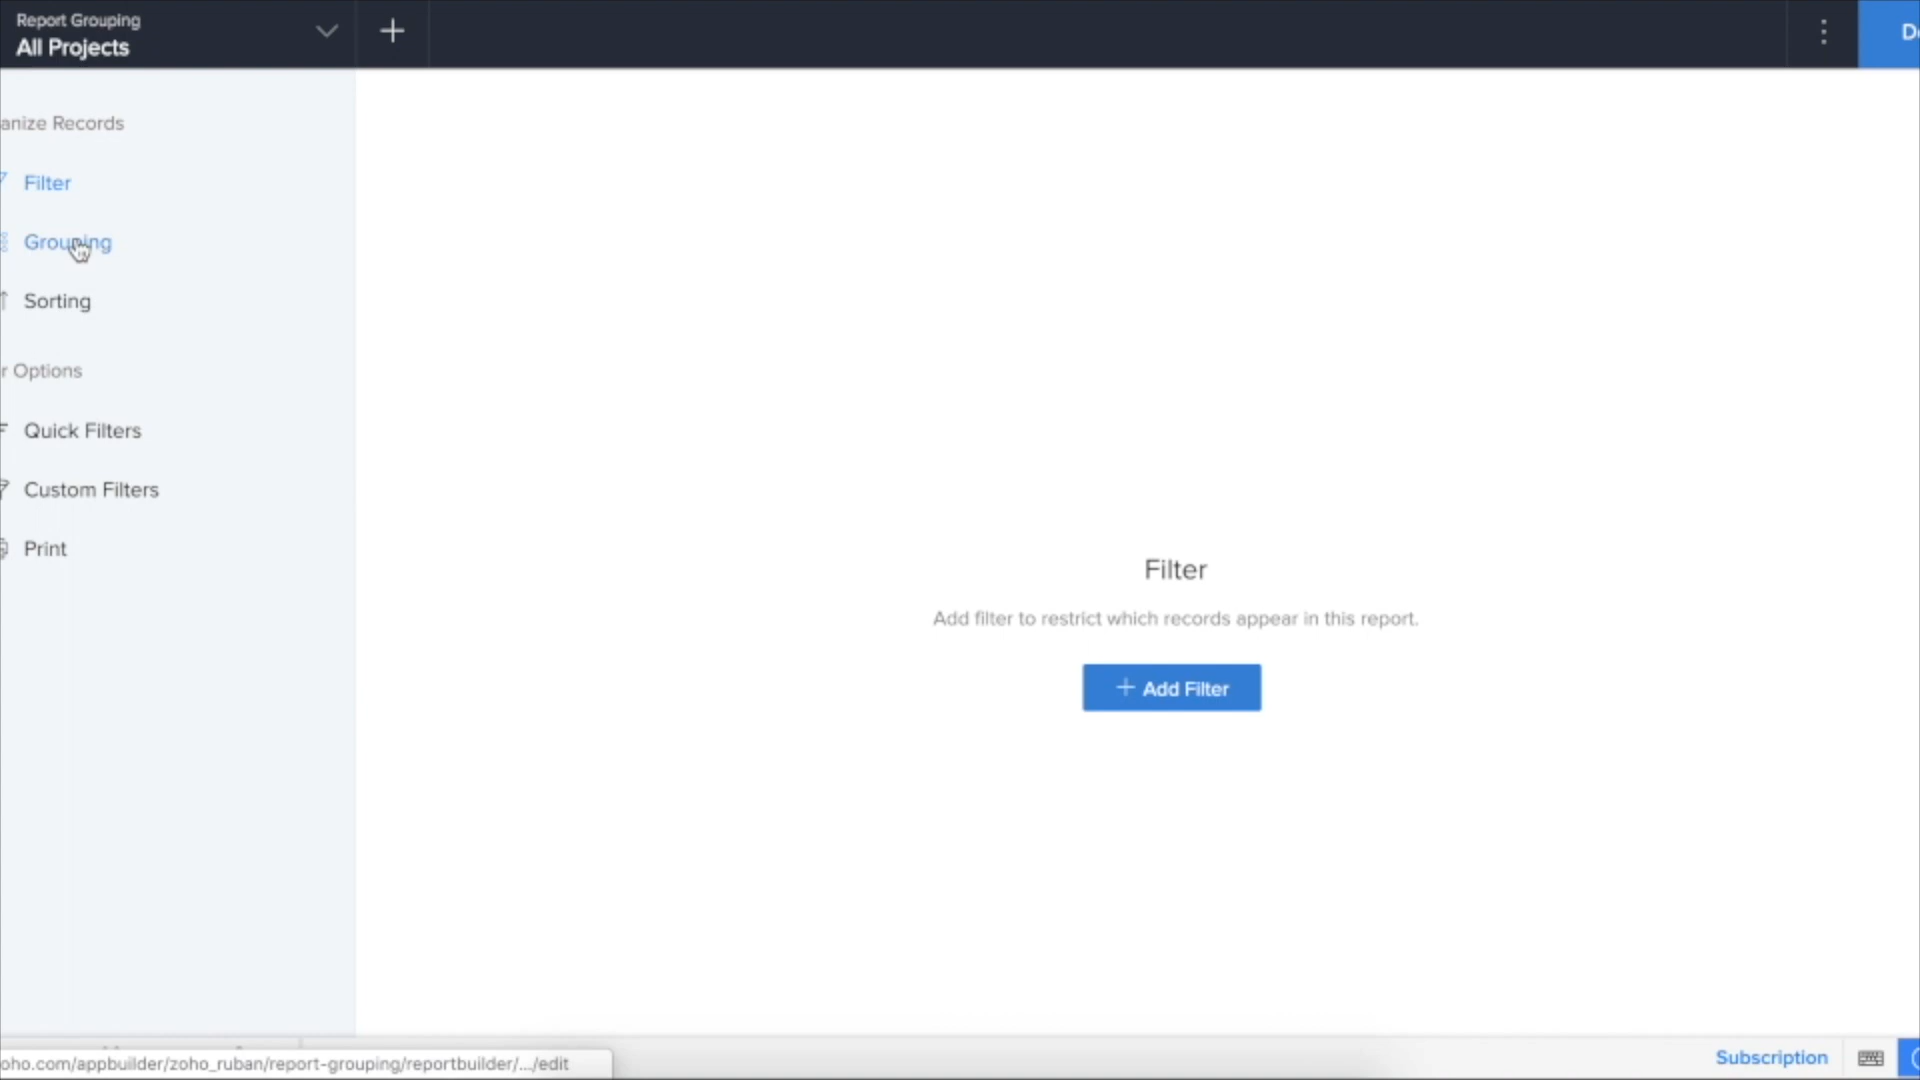 Report Grouping
All Projects
anize Records
Filter
Grouping
Sorting
r Options
Quick Filters
Custom Filters
Print
Filter
Add filter to restrict which records appear in this report.
+ Add Filter
oho.com/appbuilder/zoho_ruban/report-grouping/reportbuilder/.../edit
Subscription